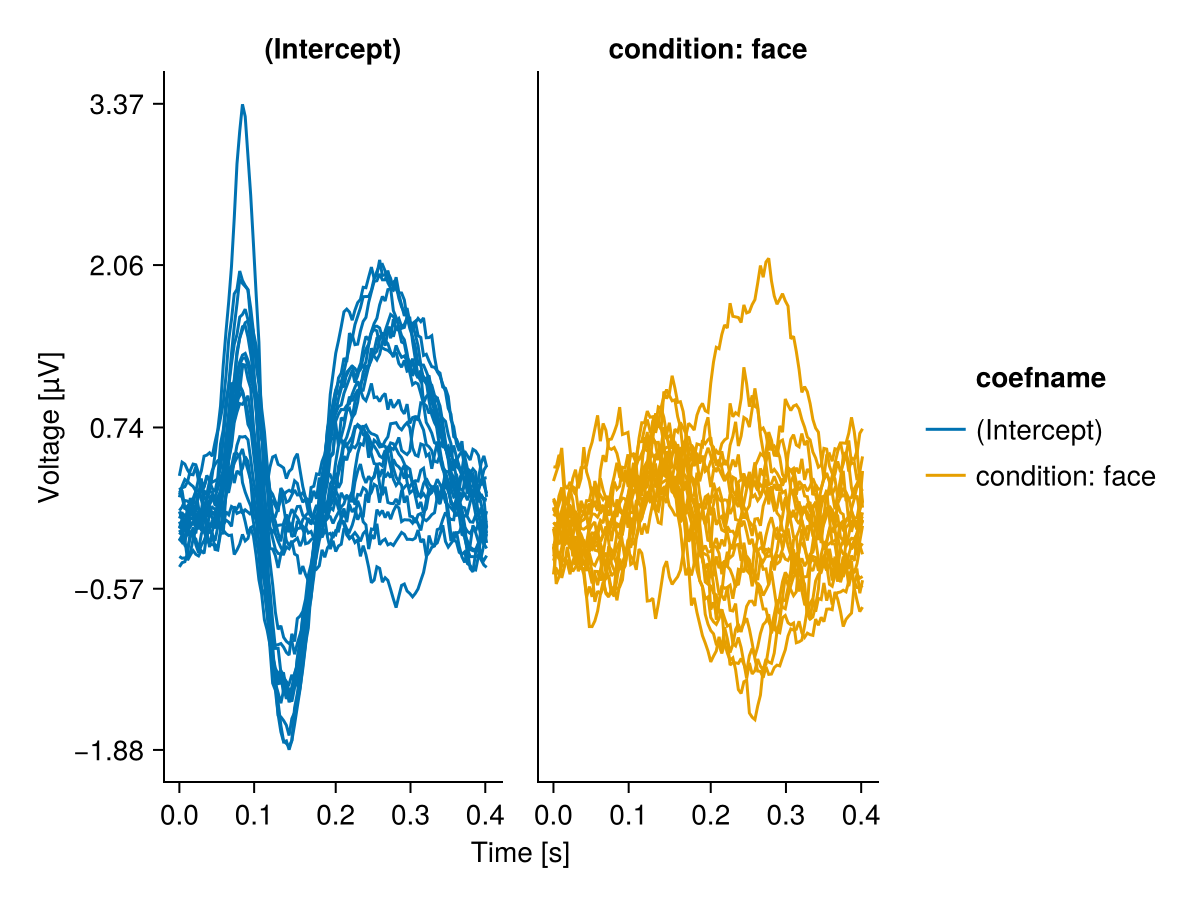 (Intercept)
condition: face
3.37
2.06
0.74
−0.57
−1.88
Voltage [µV]
0.0 0.1 0.2 0.3 0.4
0.0 0.1 0.2 0.3 0.4
Time [s]
coefname
(Intercept)
condition: face